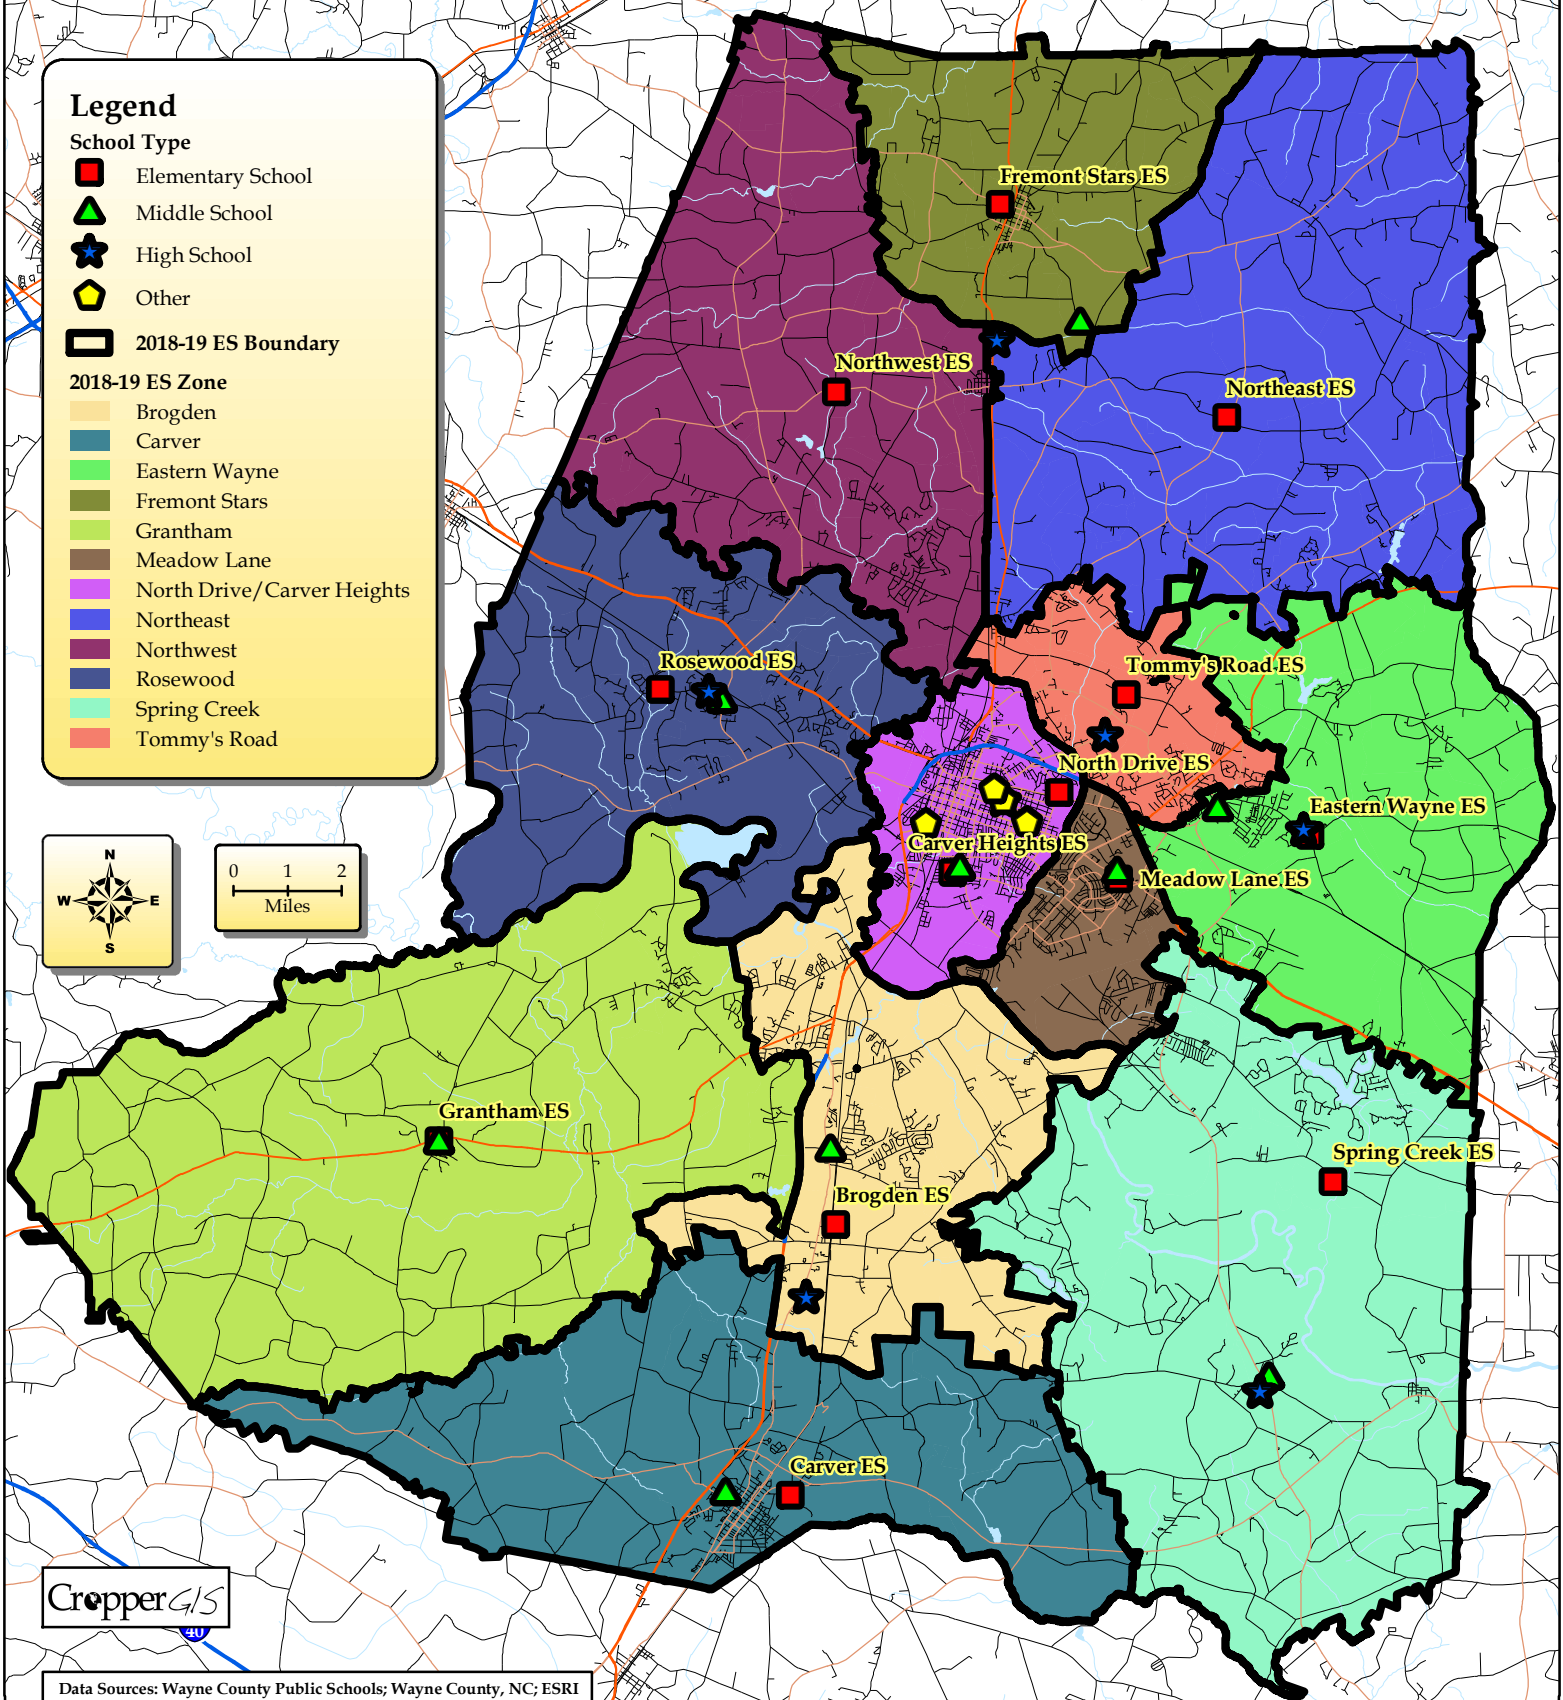 Legend
School Type
Elementary School
Middle School
High School
Other
2018-19 ES Boundary
2018-19 ES Zone
Brogden
Carver
Eastern Wayne
Fremont Stars
Grantham
Meadow Lane
North Drive/Carver Heights
Northeast
Northwest
Rosewood
Spring Creek
Tommy's Road
Fremont Stars ES
Northwest ES
Northeast ES
Rosewood ES
Tommy's Road ES
North Drive ES
Eastern Wayne ES
Carver Heights ES
Meadow Lane ES
N
W E
S
0 1 2
Miles
Grantham ES
Spring Creek ES
Brogden ES
Carver ES
CropperGIS
40
Data Sources: Wayne County Public Schools; Wayne County, NC; ESRI